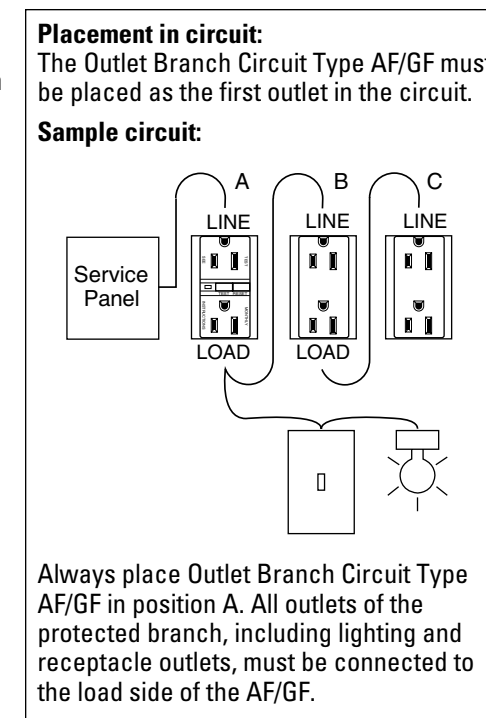 Placement in circuit:
The Outlet Branch Circuit Type AF/GF must
be placed as the first outlet in the circuit.
Sample circuit:
A B C
LINE LINE LINE
Service
Panel
LOAD LOAD
Always place Outlet Branch Circuit Type
AF/GF in position A. All outlets of the
protected branch, including lighting and
receptacle outlets, must be connected to
the load side of the AF/GF.